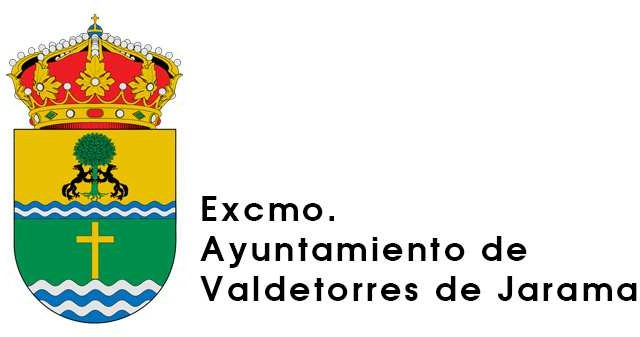 Excmo.
Ayuntamiento de
Valdetorres de Jarama